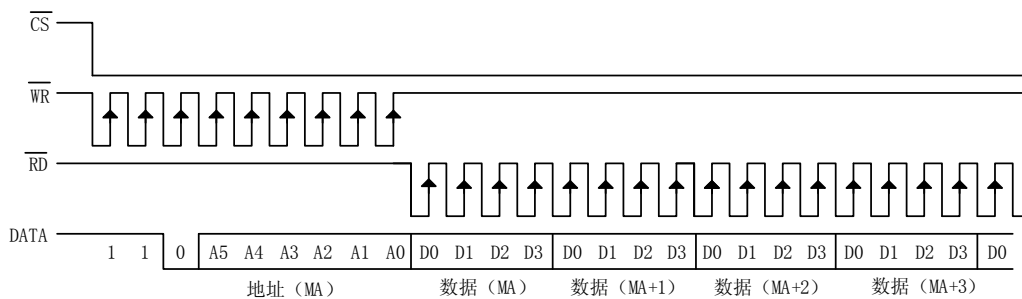 CS
WR
RD
DATA 1 1 0 A5 A4 A3 A2 A1 A0 D0 D1 D2 D3 D0 D1 D2 D3 D0 D1 D2 D3 D0 D1 D2 D3 D0
地址（MA） 数据（MA） 数据（MA+1） 数据（MA+2） 数据（MA+3）